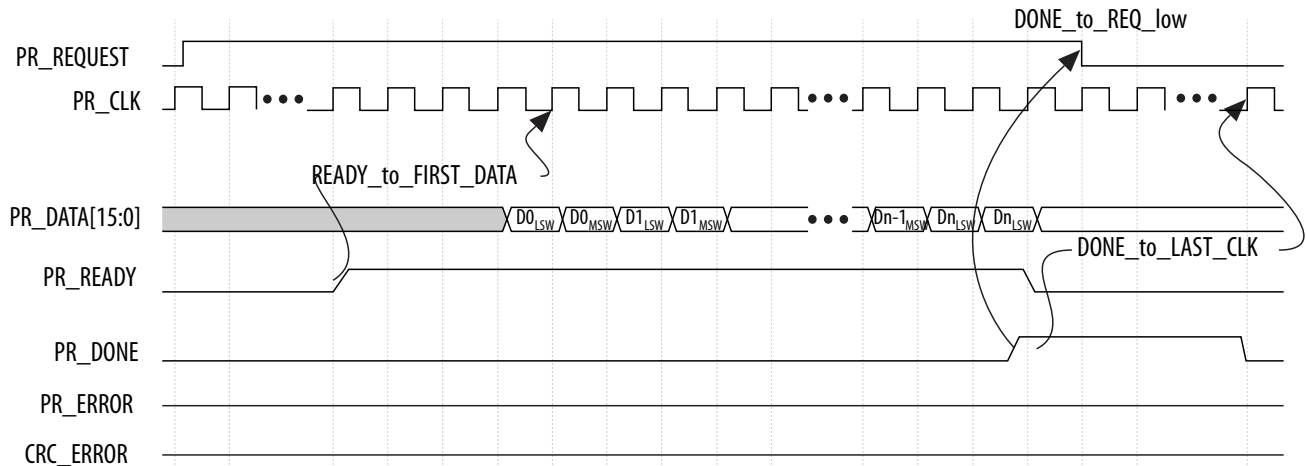 DONE_to_REQ_low
PR_REQUEST
PR_CLK
READY_to_FIRST_DATA
PR_DATA[15:0] D0LSW D0MSW D1LSW D1MSW Dn-1MSW DnLSW DnLSW
DONE_to_LAST_CLK
PR_READY
PR_DONE
PR_ERROR
CRC_ERROR